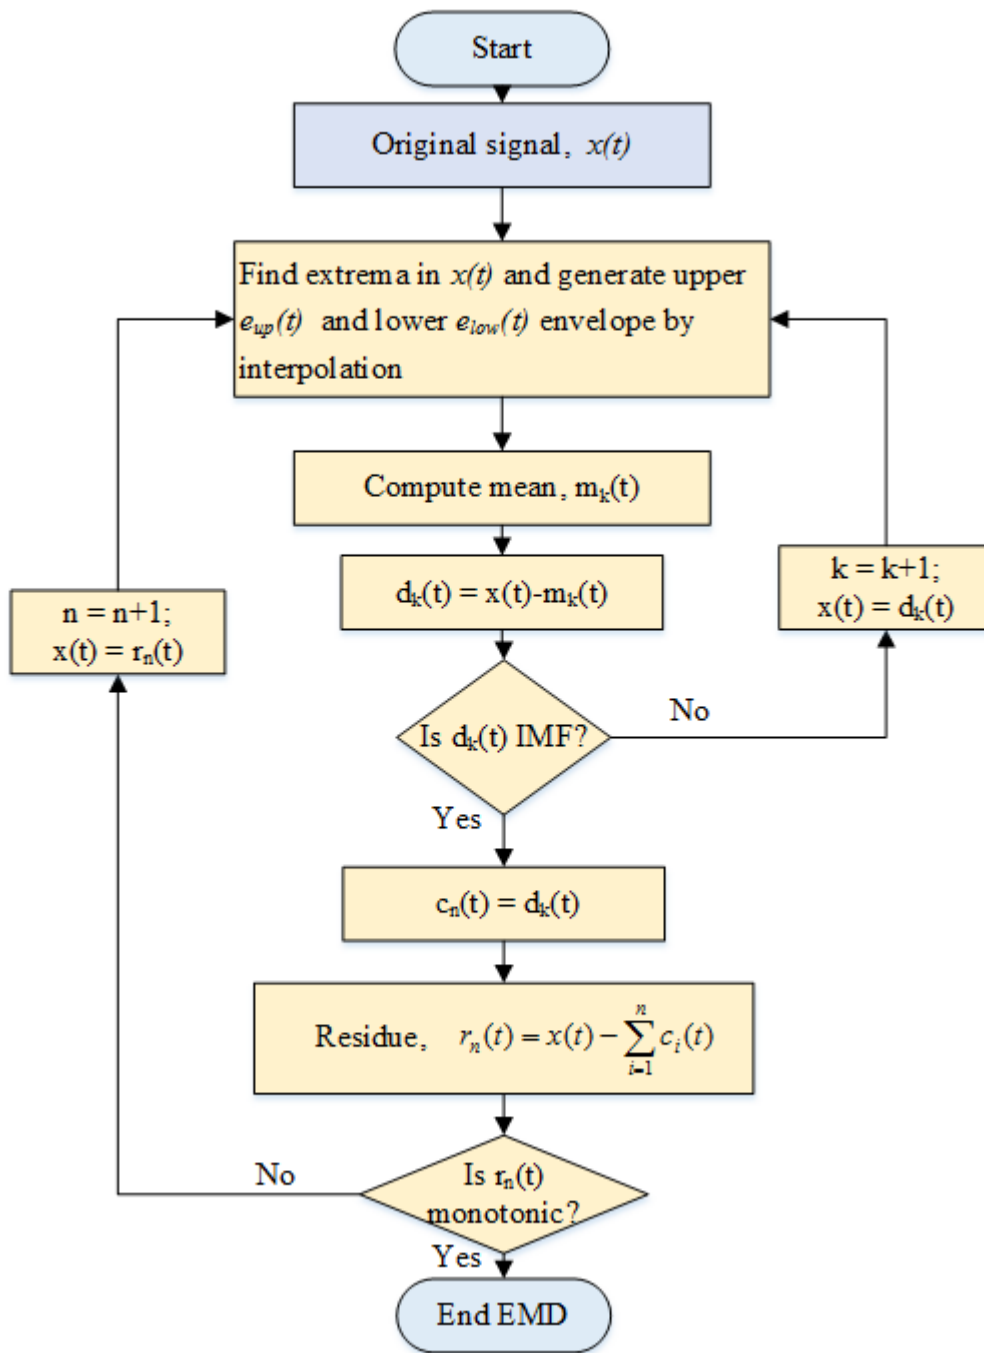 Start
Original signal, x(t)
Find extrema in x(t) and generate upper
e_up(t) and lower e_low(t) envelope by
interpolation
Compute mean, m_k(t)
d_k(t) = x(t)-m_k(t)
k = k+1;
x(t) = d_k(t)
n = n+1;
x(t) = r_n(t)
Is d_k(t) IMF?
No
Yes
c_n(t) = d_k(t)
Residue, r_n(t) = x(t) − \sum_{i=1}^{n} c_i(t)
No
Is r_n(t)
monotonic?
Yes
End EMD